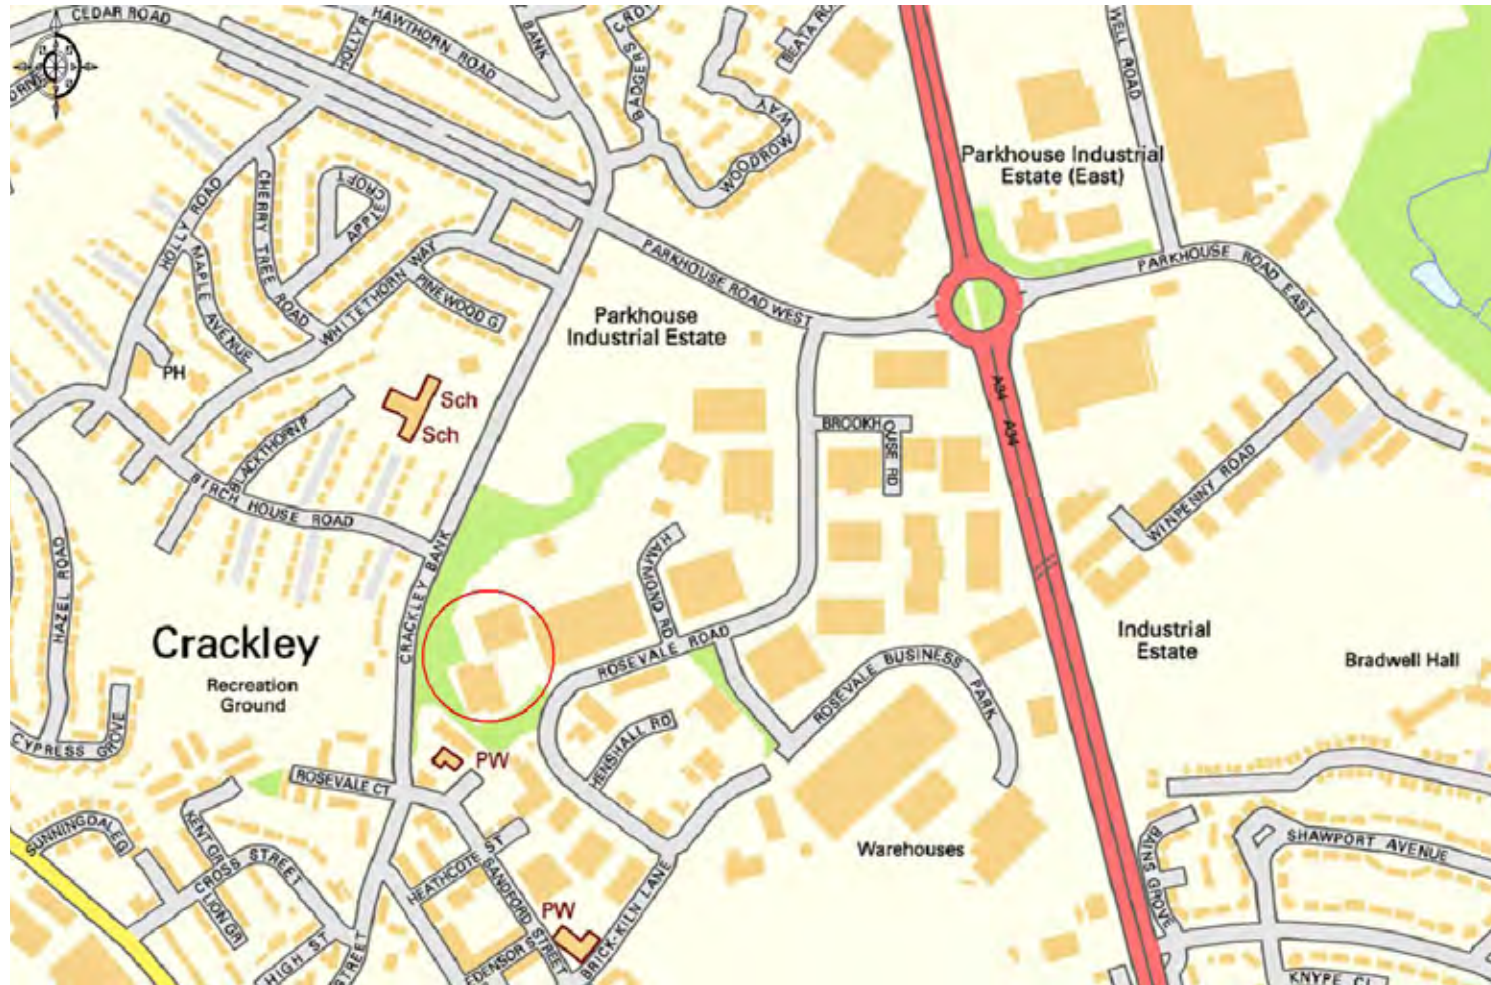 CEDAR ROAD
HAWTHORN ROAD
BANK
BEATA RO
WELL ROAD
HOLLY R
BADGERS CRO
DRIVE
WOODROW WAY
Parkhouse Industrial
Estate (East)
CHERRY TREE ROAD
APPLE CROFT
HOLLY ROAD
MAPLE AVENUE
WHITETHORN WAY
PINEWOOD G
PARKHOUSE ROAD WEST
PARKHOUSE ROAD EAST
Parkhouse
Industrial Estate
PH
Sch
Sch
A34
A34
BROOKH
OUSE RD
BLACKTHORN P
BIRCH HOUSE ROAD
WINPENNY ROAD
HAZEL ROAD
CRACKLEY BANK
HAMMOND RD
ROSEVALE ROAD
Crackley
Recreation
Ground
Industrial
Estate
Bradwell Hall
ROSEVALE BUSINESS PARK
CYPRESS GROVE
HENSHALL RD
PW
ROSEVALE CT
SUNNINGDALE G
KENT GR
CROSS STREET
LION GR
HIGH ST
STREET
HEATHCOTE ST
SANDFORD STREET
EDENSOR S
PW
BRICK-KILN LANE
Warehouses
BAINS GROVE
SHAWPORT AVENUE
KNYPE CL